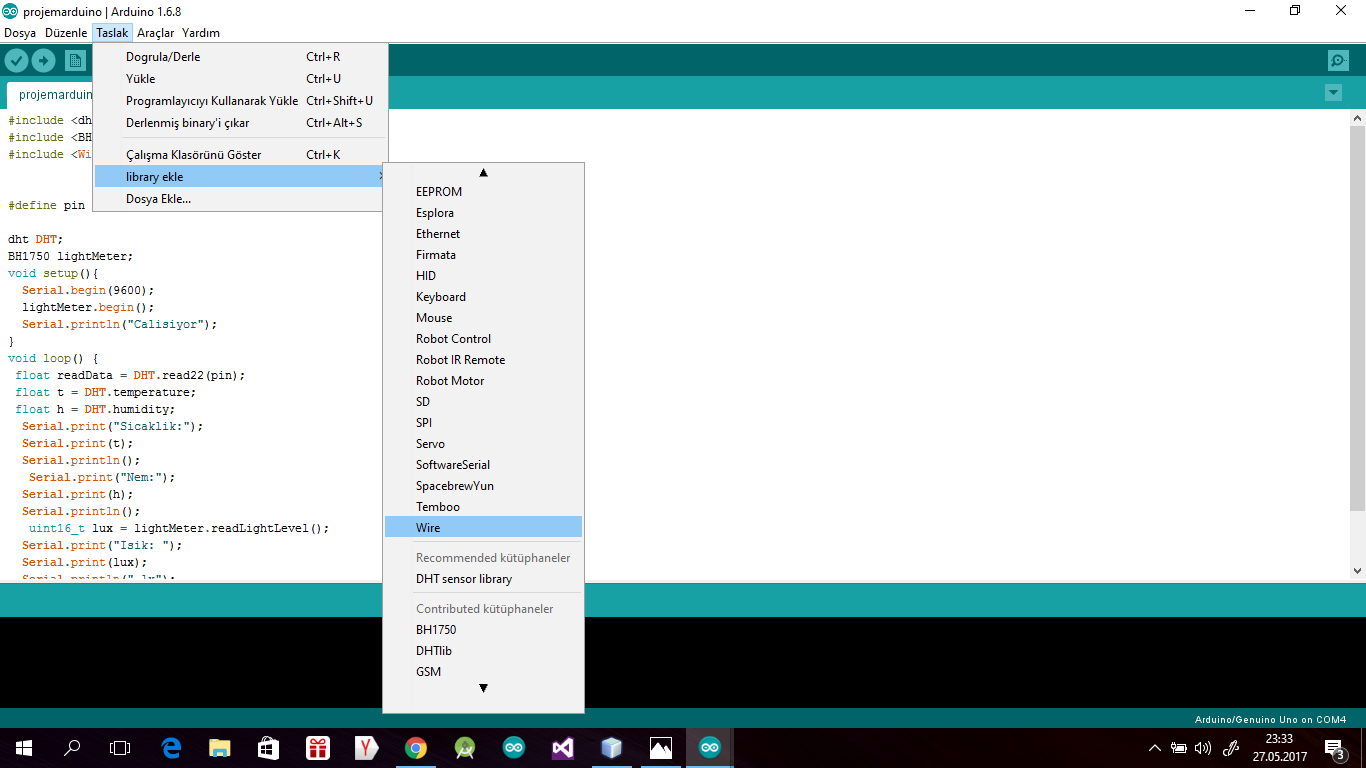 projemarduino | Arduino 1.6.8
Dosya Düzenle Taslak Araçlar Yardım
Dogrula/Derle Ctrl+R
Yükle Ctrl+U
Programlayıcıyı Kullanarak Yükle Ctrl+Shift+U
Derlenmiş binary'i çıkar Ctrl+Alt+S
Çalışma Klasörünü Göster Ctrl+K
library ekle
Dosya Ekle...
projemarduin
#include <dh
#include <BH
#include <Wi
#define pin
dht DHT;
BH1750 lightMeter;
void setup(){
Serial.begin(9600);
lightMeter.begin();
Serial.println("Calisiyor");
}
void loop() {
float readData = DHT.read22(pin);
float t = DHT.temperature;
float h = DHT.humidity;
Serial.print("Sicaklik:");
Serial.print(t);
Serial.println();
Serial.print("Nem:");
Serial.print(h);
Serial.println();
uint16_t lux = lightMeter.readLightLevel();
Serial.print("Isik: ");
Serial.print(lux);
Serial.println(" lx");
EEPROM
Esplora
Ethernet
Firmata
HID
Keyboard
Mouse
Robot Control
Robot IR Remote
Robot Motor
SD
SPI
Servo
SoftwareSerial
SpacebrewYun
Temboo
Wire
Recommended kütüphaneler
DHT sensor library
Contributed kütüphaneler
BH1750
DHTlib
GSM
Arduino/Genuino Uno on COM4
23:33
27.05.2017
3